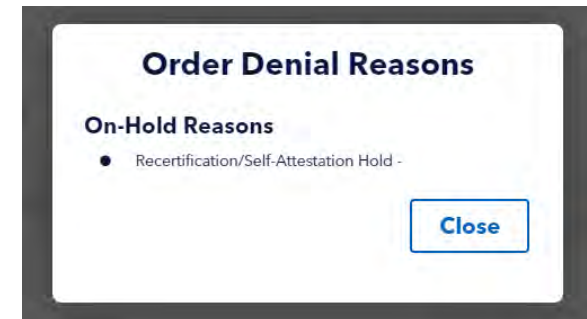 Order Denial Reasons
On-Hold Reasons
● Recertification/Self-Attestation Hold -
Close